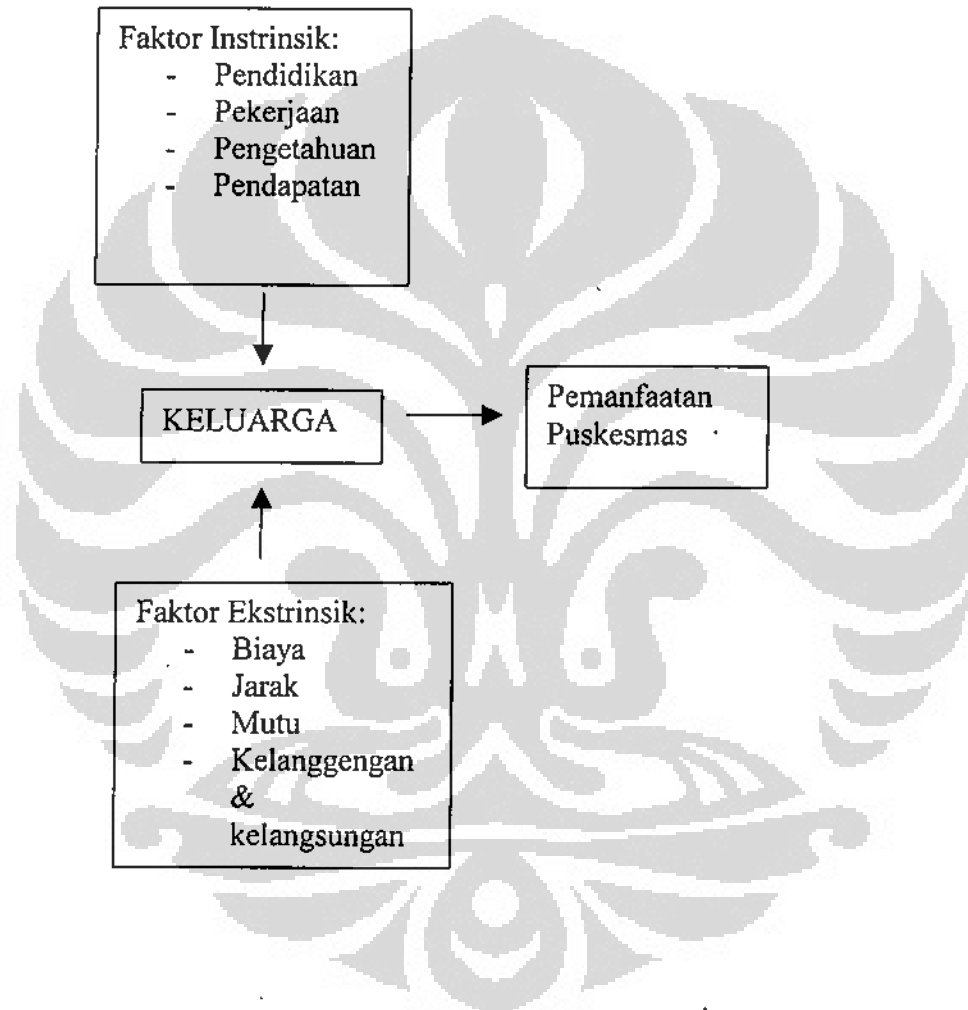 Faktor Instrinsik:
- Pendidikan
- Pekerjaan
- Pengetahuan
- Pendapatan
KELUARGA
Pemanfaatan
Puskesmas
Faktor Ekstrinsik:
- Biaya
- Jarak
- Mutu
- Kelanggengan
&
kelangsungan